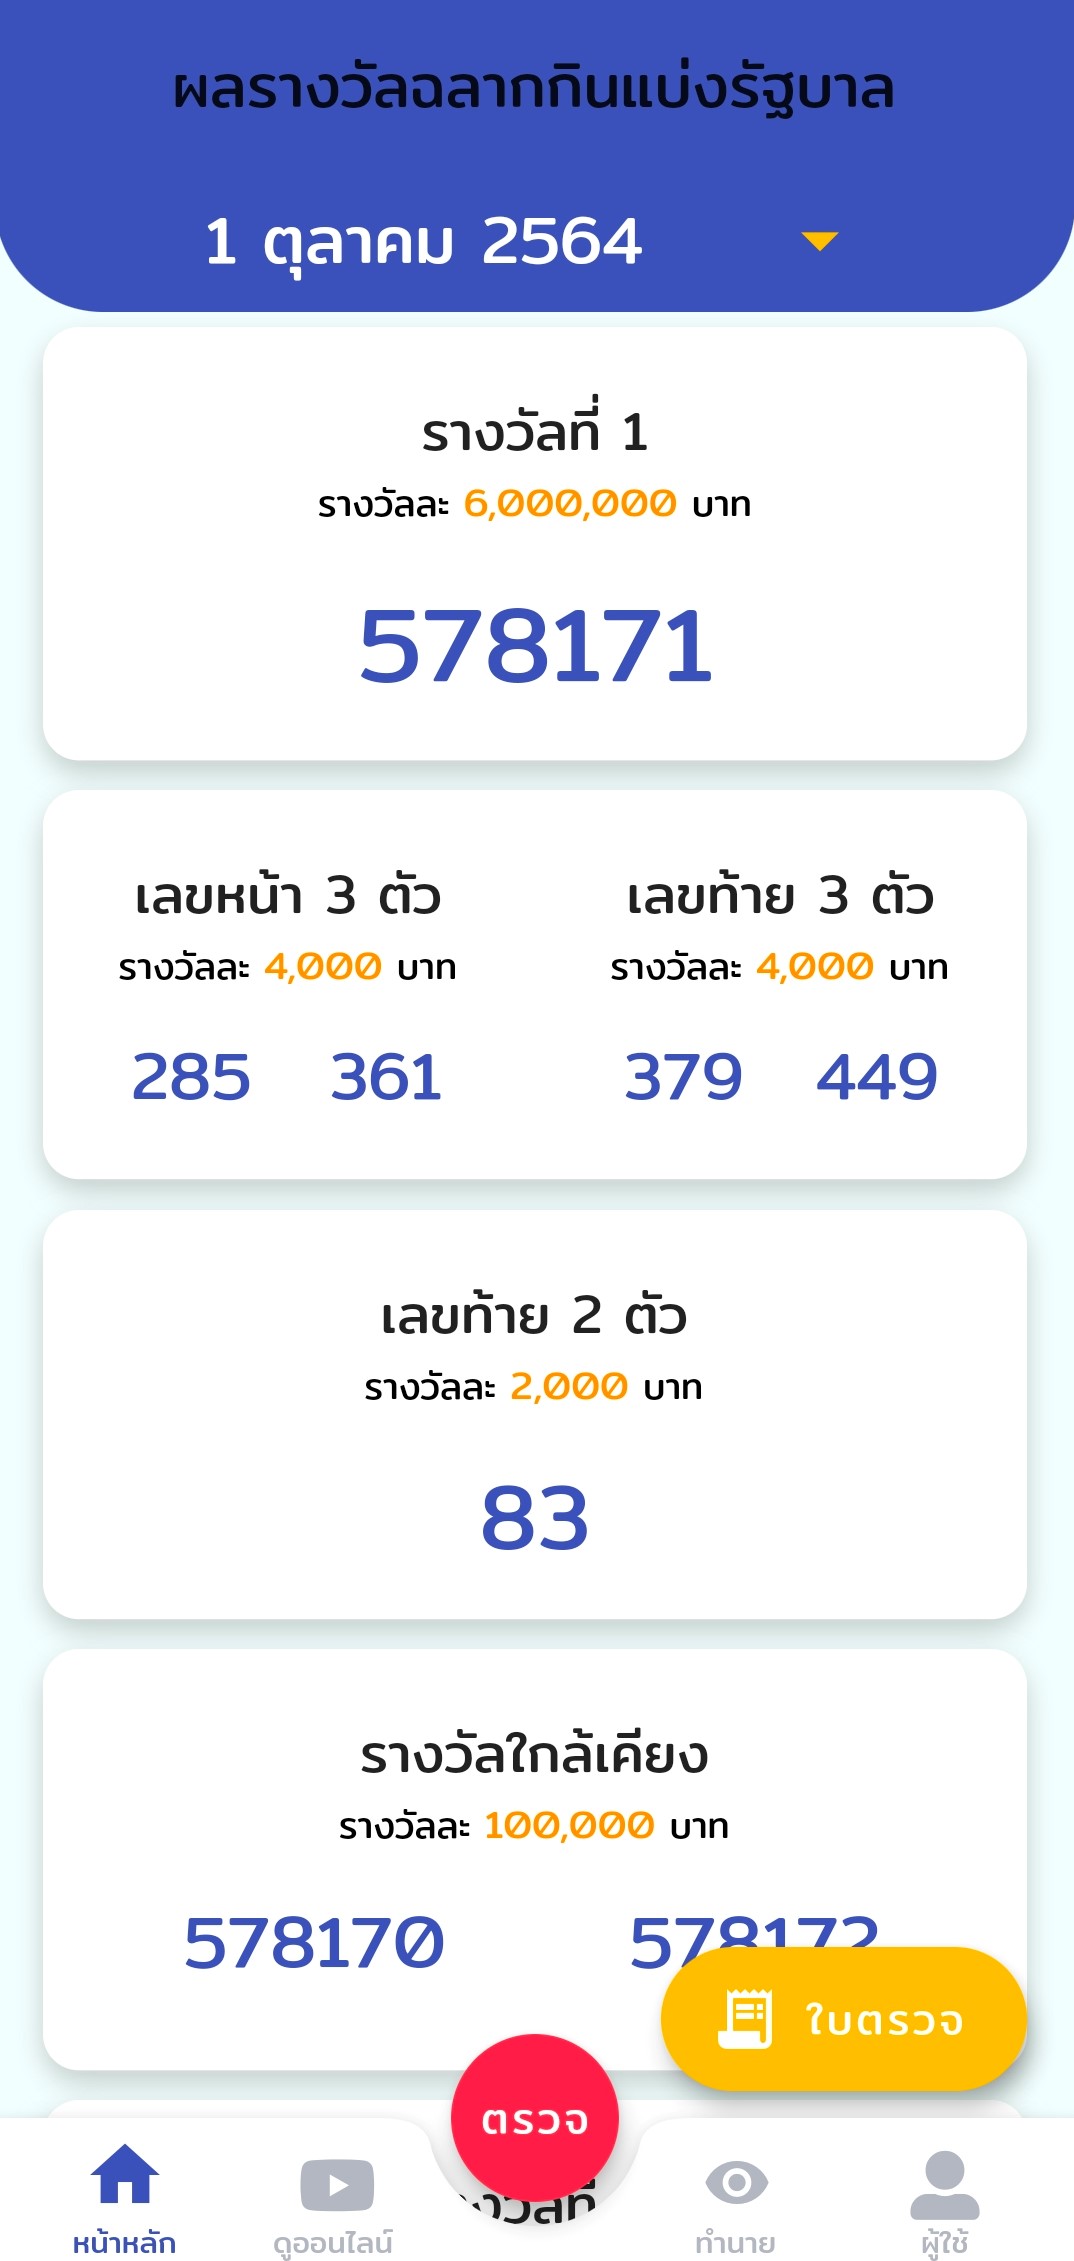 ผลรางวัลฉลากกินแบ่งรัฐบาล
1 ตุลาคม 2564
รางวัลที่ 1
รางวัลละ 6,000,000 บาท
578171
เลขหน้า 3 ตัว
รางวัลละ 4,000 บาท
285 361
เลขท้าย 3 ตัว
รางวัลละ 4,000 บาท
379 449
เลขท้าย 2 ตัว
รางวัลละ 2,000 บาท
83
รางวัลใกล้เคียง
รางวัลละ 100,000 บาท
578170 578172
ใบตรวจ
ตรวจ
หน้าหลัก
ดูออนไลน์
ทำนาย
ผู้ใช้